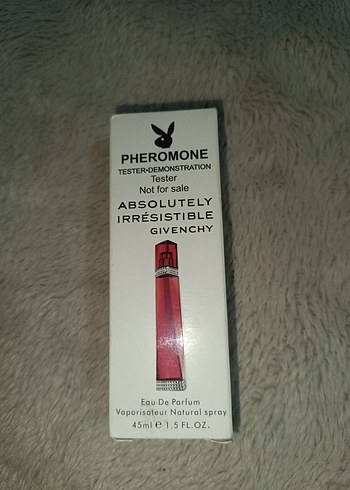 PHEROMONE
TESTER•DEMONSTRATION
Tester
Not for sale
ABSOLUTELY
IRRÉSISTIBLE
GIVENCHY
Eau De Parfum
Vaporisateur Natural spray
45ml ℮ 1.5 FL.OZ.